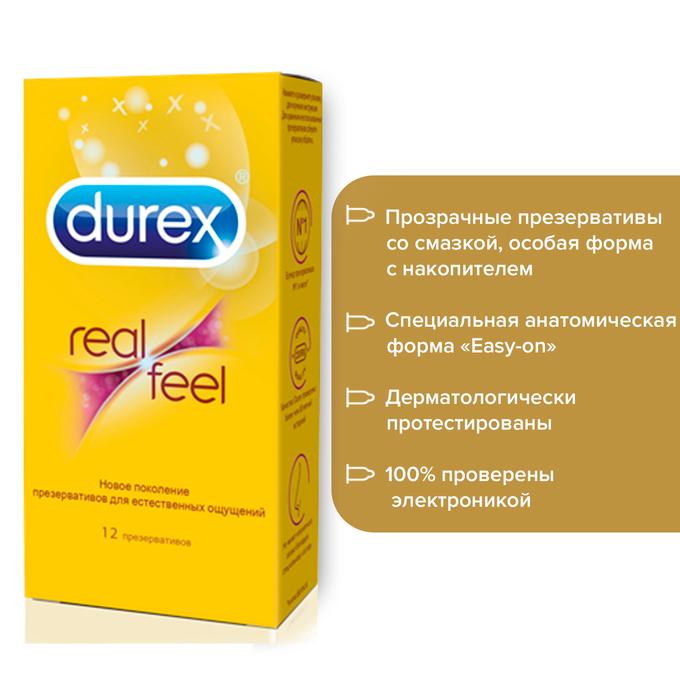 durex
®
real
feel
Новое поколение
презервативов для естественных ощущений
12 презервативов
№1
Прозрачные презервативы
со смазкой, особая форма
с накопителем
Специальная анатомическая
форма «Easy-on»
Дерматологически
протестированы
100% проверены
электроникой